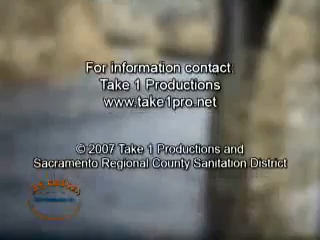 For information contact:
Take 1 Productions
www.take1pro.net
© 2007 Take 1 Productions and
Sacramento Regional County Sanitation District